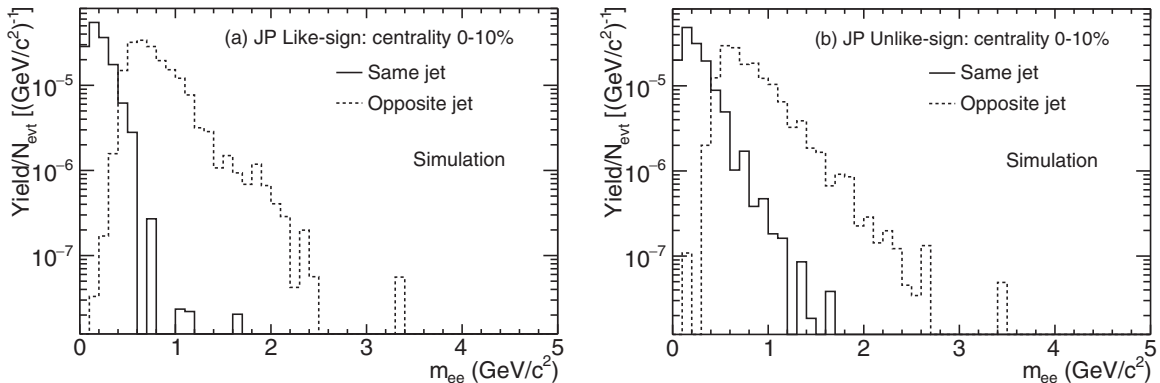 (a) JP Like-sign: centrality 0-10%
Same jet
Opposite jet
Simulation
Yield/N_evt [(GeV/c²)⁻¹]
10⁻⁵
10⁻⁶
10⁻⁷
0 1 2 3 4 5
m_ee (GeV/c²)
(b) JP Unlike-sign: centrality 0-10%
Same jet
Opposite jet
Simulation
Yield/N_evt [(GeV/c²)⁻¹]
10⁻⁵
10⁻⁶
10⁻⁷
0 1 2 3 4 5
m_ee (GeV/c²)